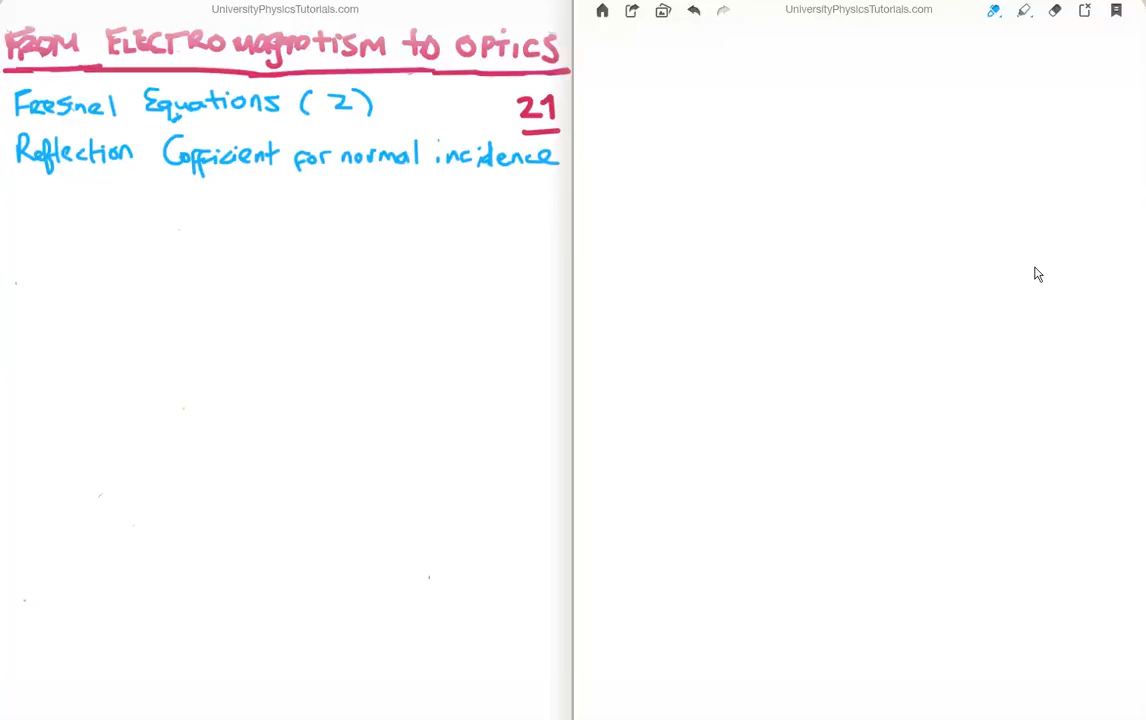 UniversityPhysicsTutorials.com
FROM ELECTROMAGNETISM to OPTICS
Fresnel Equations (2)
21
Reflection Coefficient for normal incidence
UniversityPhysicsTutorials.com